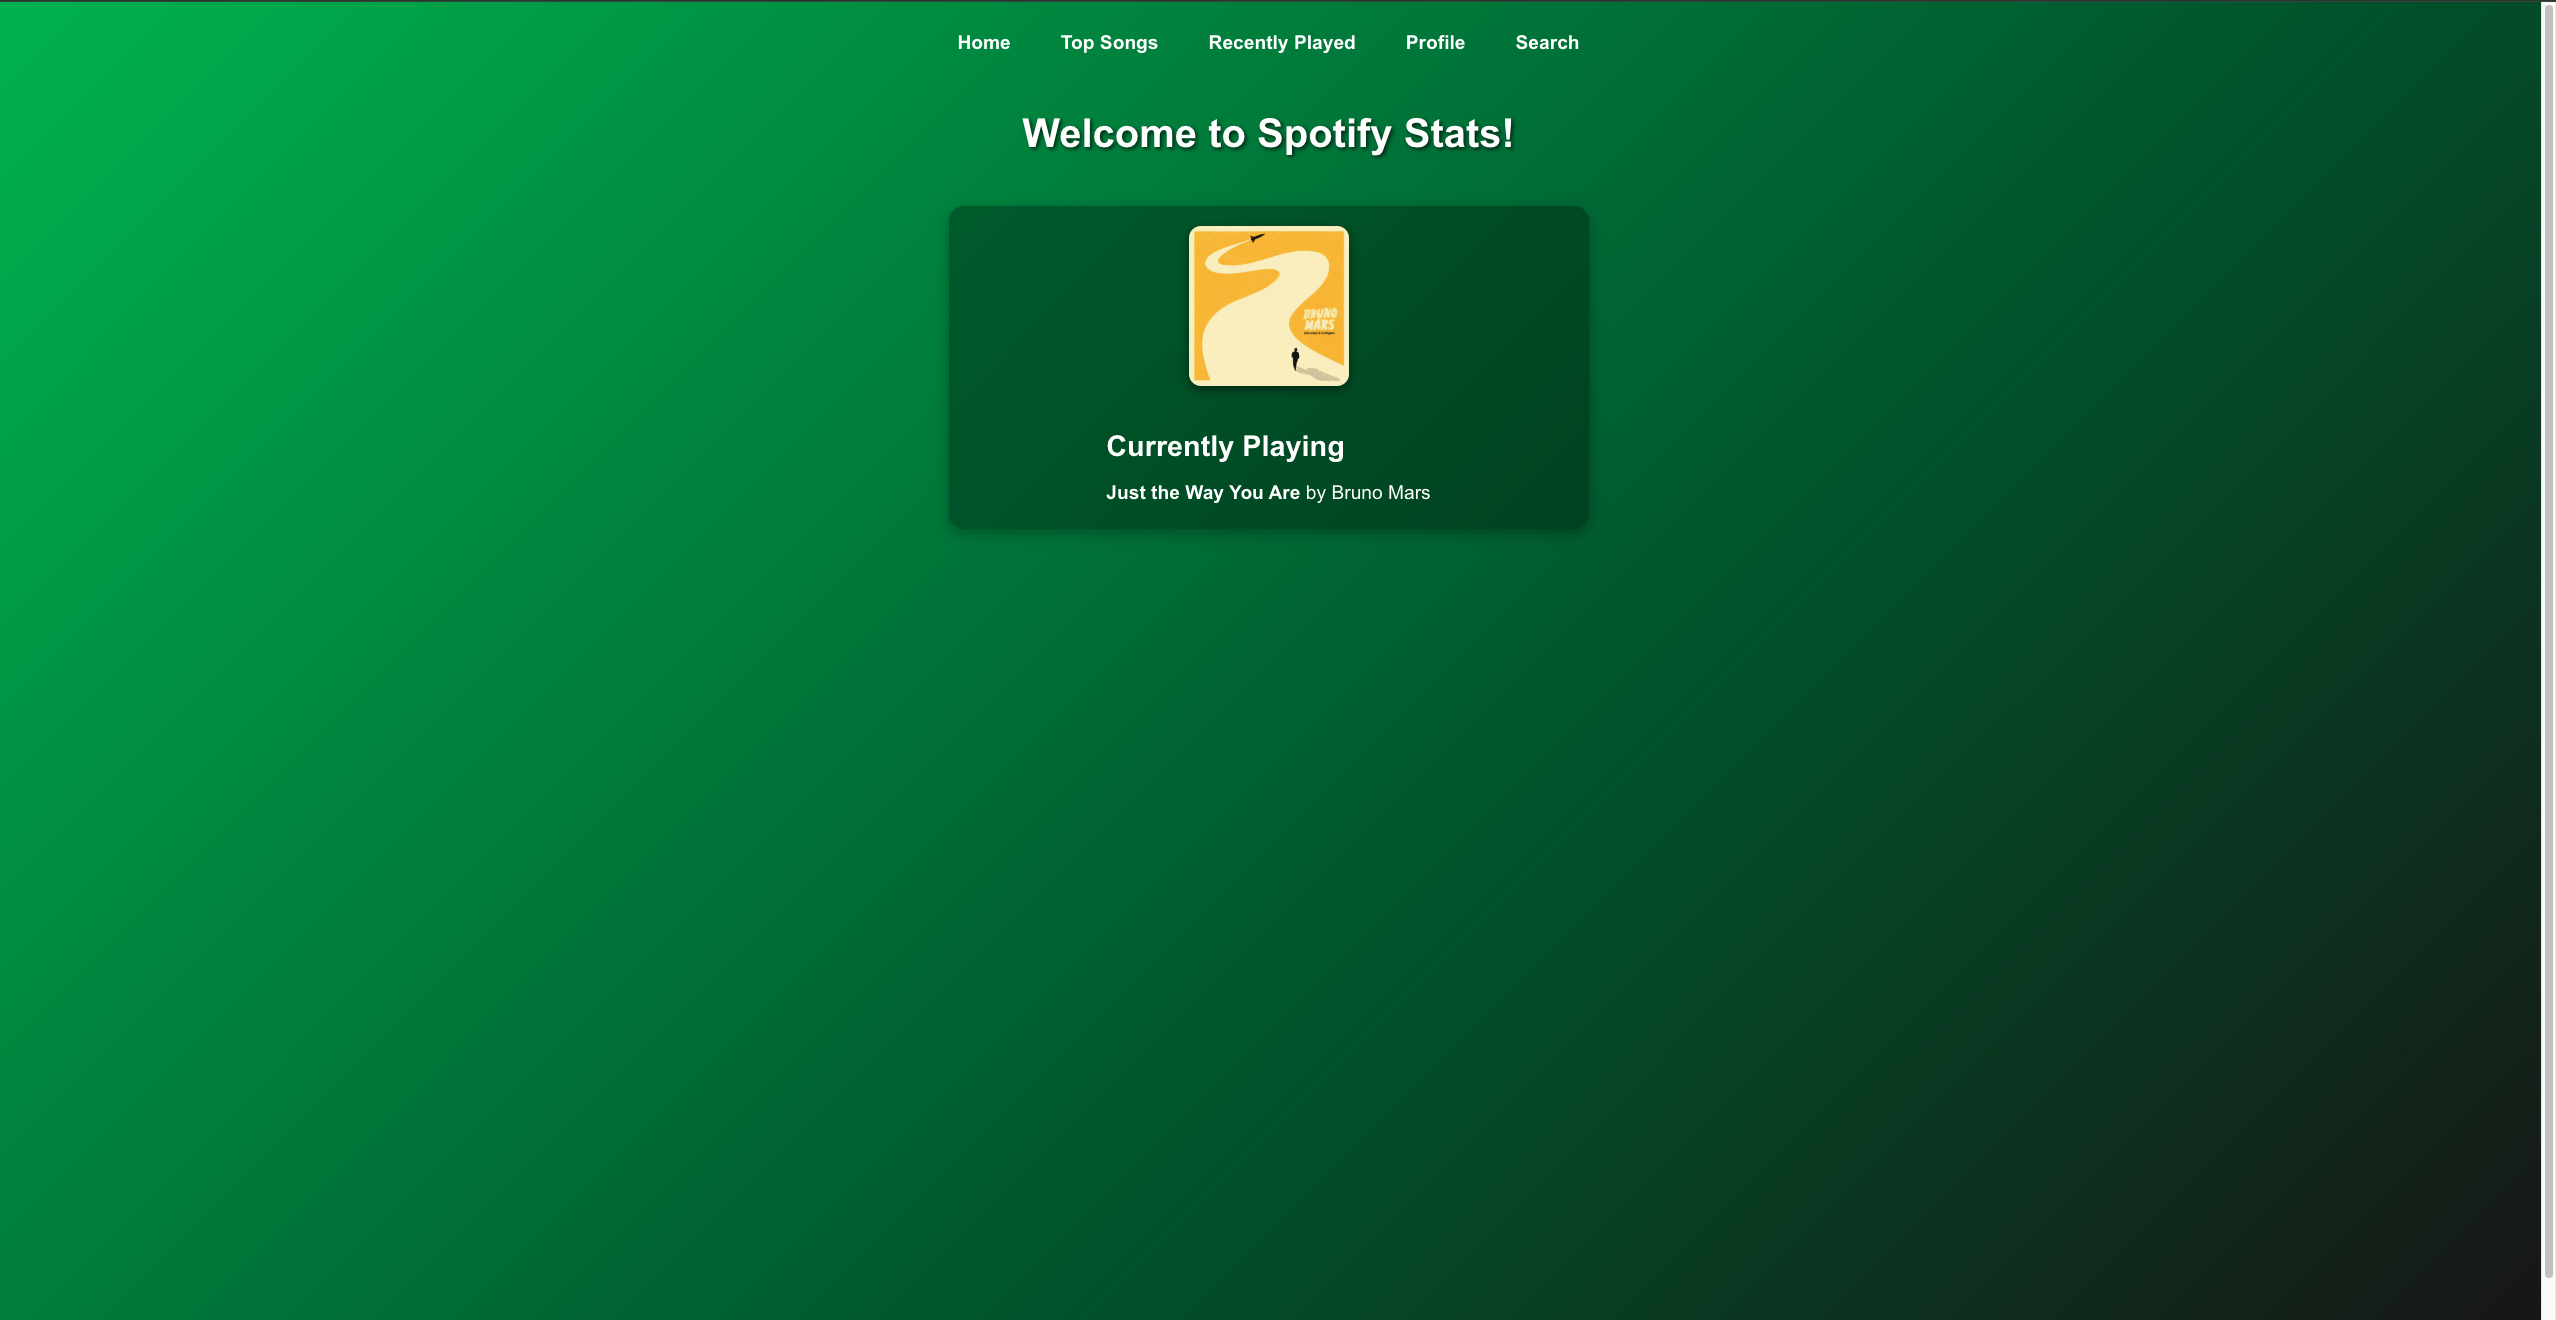 Home Top Songs Recently Played Profile Search
Welcome to Spotify Stats!
BRUNO
MARS
Currently Playing
Just the Way You Are by Bruno Mars